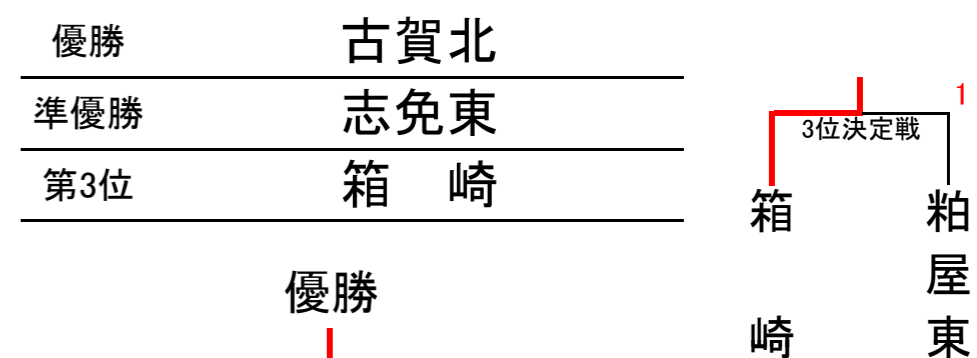 優勝 古賀北
準優勝 志免東
第3位 箱 崎
優勝
1
3位決定戦
箱 崎
粕屋東